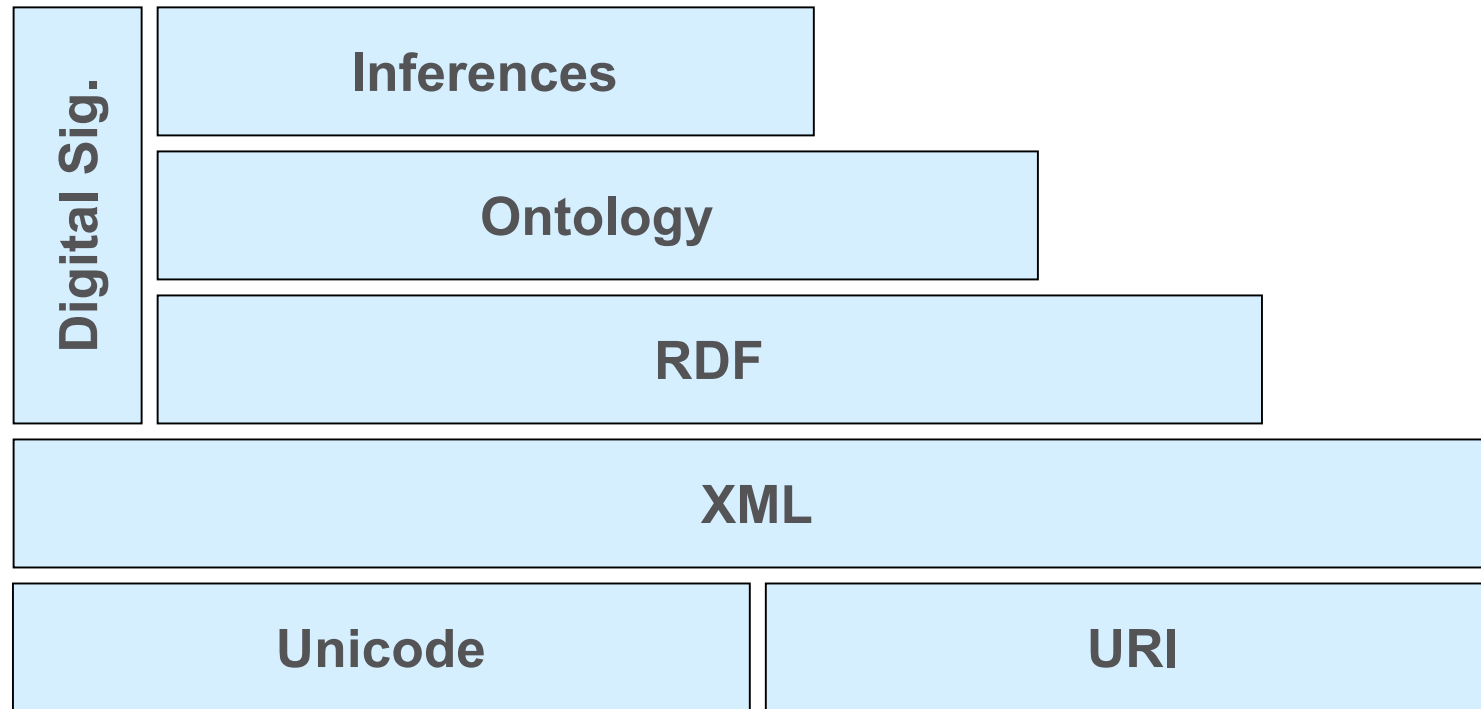 Digital Sig.
Inferences
Ontology
RDF
XML
Unicode
URI